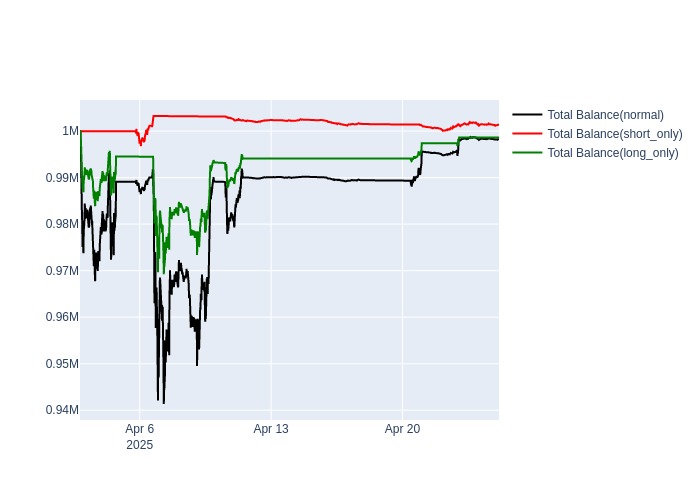 1M
0.99M
0.98M
0.97M
0.96M
0.95M
0.94M
Apr 6
2025
Apr 13
Apr 20
Total Balance(normal)
Total Balance(short_only)
Total Balance(long_only)